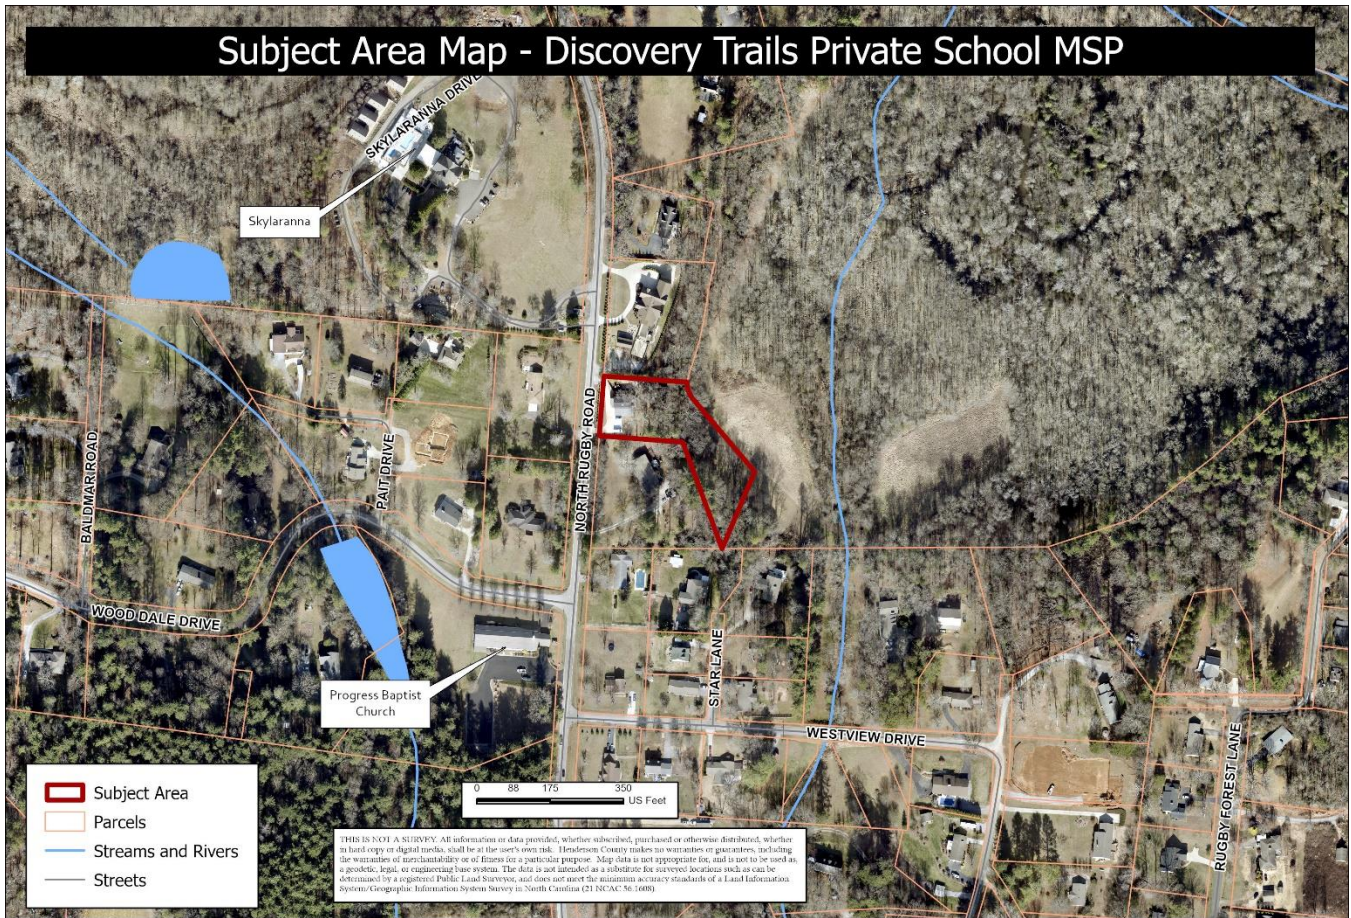 Subject Area Map - Discovery Trails Private School MSP
SKYLARANNA DRIVE
Skylaranna
NORTH RUGBY ROAD
BALDMAR ROAD
PAIT DRIVE
WOOD DALE DRIVE
STAR LANE
Progress Baptist
Church
WESTVIEW DRIVE
RUGBY FOREST LANE
Subject Area
Parcels
Streams and Rivers
Streets
0 88 175 350
US Feet
THIS IS NOT A SURVEY. All information or data provided, whether subscribed, purchased or otherwise distributed, whether
in hard copy or digital media, shall be at the user's own risk. Henderson County makes no warranties or guarantees, including
the warranties of merchantability or of fitness for a particular purpose. Map data is not appropriate for, and is not to be used as,
a geodetic, legal, or engineering base system. The data is not intended as a substitute for surveyed locations such as can be
determined by a registered Public Land Surveyor, and does not meet the minimum accuracy standards of a Land Information
System/Geographic Information System Survey in North Carolina (21 NCAC 56.1608).